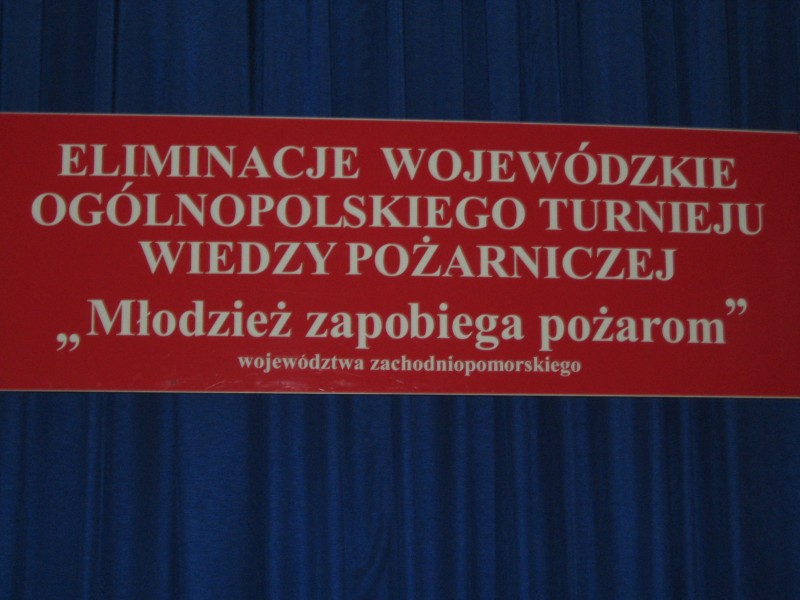 ELIMINACJE WOJEWÓDZKIE
OGÓLNOPOLSKIEGO TURNIEJU
WIEDZY POŻARNICZEJ
„Młodzież zapobiega pożarom”
województwa zachodniopomorskiego